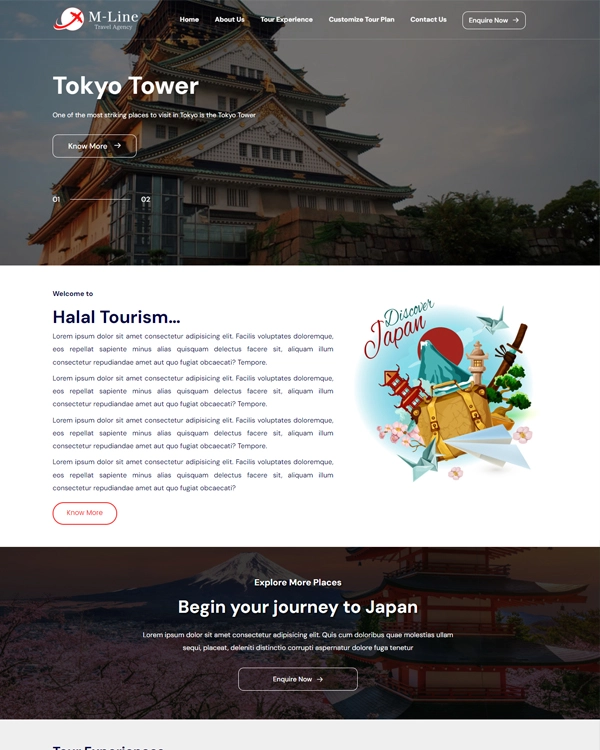 M-Line
Travel Agency
Home
About Us
Tour Experience
Customize Tour Plan
Contact Us
Enquire Now
Tokyo Tower
One of the most striking places to visit in Tokyo is the Tokyo Tower
Know More
01
02
Welcome to
Halal Tourism...
Lorem ipsum dolor sit amet consectetur adipisicing elit. Facilis voluptates doloremque,
eos repellat sapiente minus alias quisquam delectus facere sit, aliquam illum
consectetur repudiandae amet aut quo fugiat obcaecati? Tempore.
Lorem ipsum dolor sit amet consectetur adipisicing elit. Facilis voluptates doloremque,
eos repellat sapiente minus alias quisquam delectus facere sit, aliquam illum
consectetur repudiandae amet aut quo fugiat obcaecati? Tempore.
Lorem ipsum dolor sit amet consectetur adipisicing elit. Facilis voluptates doloremque,
eos repellat sapiente minus alias quisquam delectus facere sit, aliquam illum
consectetur repudiandae amet aut quo fugiat obcaecati? Tempore.
Lorem ipsum dolor sit amet consectetur adipisicing elit. Facilis voluptates doloremque,
eos repellat sapiente minus alias quisquam delectus facere sit, aliquam illum
consectetur repudiandae amet aut quo fugiat obcaecati?
Know More
Discover
Japan
Explore More Places
Begin your journey to Japan
Lorem ipsum dolor sit amet consectetur adipisicing elit. Quis cum doloribus quae molestias ullam
sequi, placeat, deleniti distinctio corrupti aspernatur dolore fuga tenetur
Enquire Now
Tour Experiences